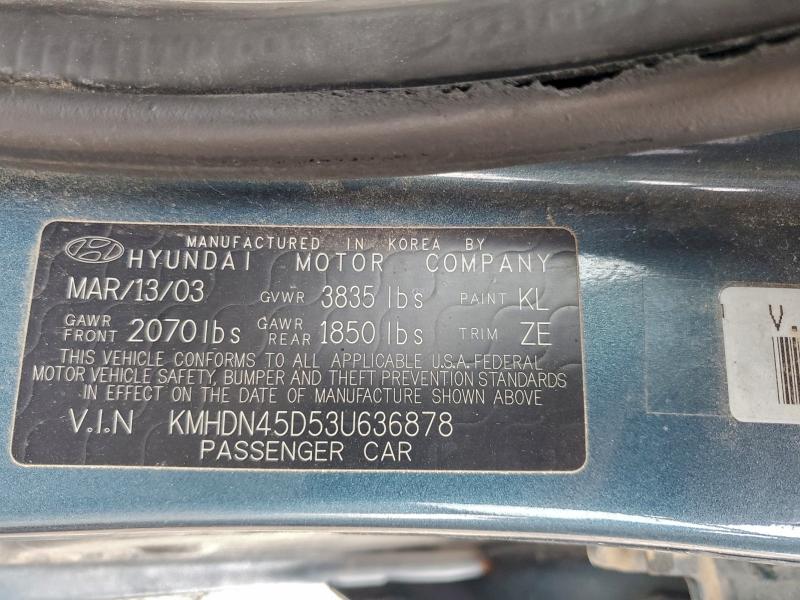 MANUFACTURED IN KOREA BY
HYUNDAI MOTOR COMPANY
MAR/13/03 GVWR 3835 lbs PAINT KL
GAWR FRONT 2070 lbs GAWR REAR 1850 lbs TRIM ZE
THIS VEHICLE CONFORMS TO ALL APPLICABLE U.S.A. FEDERAL
MOTOR VEHICLE SAFETY, BUMPER AND THEFT PREVENTION STANDARDS
IN EFFECT ON THE DATE OF MANUFACTURE SHOWN ABOVE
V.I.N KMHDN45D53U636878
PASSENGER CAR
V.